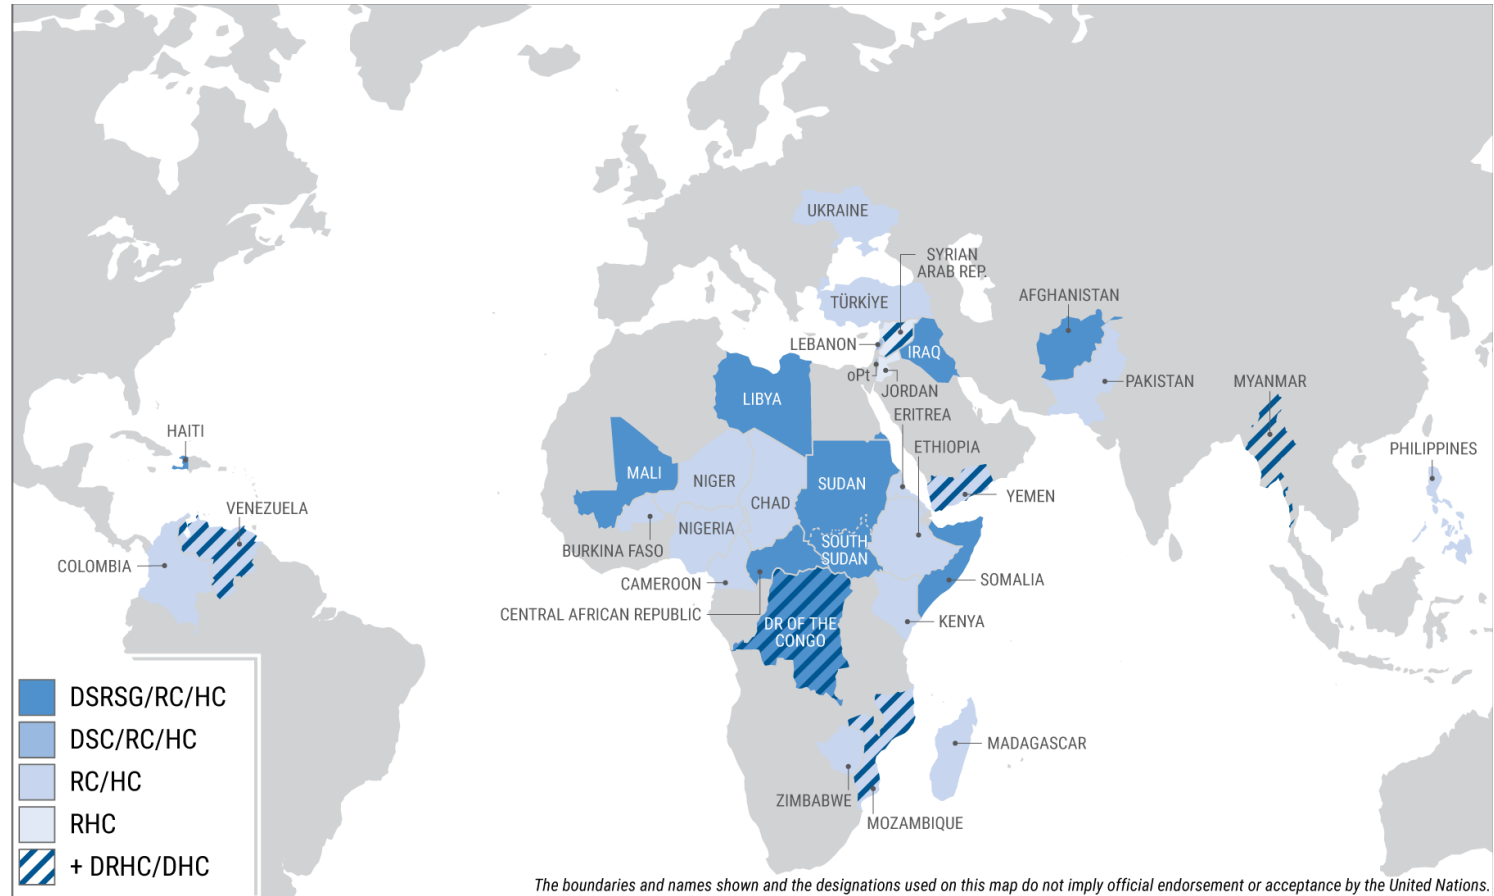 UKRAINE
SYRIAN
ARAB REP.
TÜRKİYE
AFGHANISTAN
LEBANON
IRAQ
oPt
JORDAN
PAKISTAN
MYANMAR
LIBYA
ERITREA
HAITI
ETHIOPIA
PHILIPPINES
MALI
NIGER
SUDAN
YEMEN
CHAD
VENEZUELA
NIGERIA
BURKINA FASO
SOUTH
SUDAN
COLOMBIA
CAMEROON
SOMALIA
CENTRAL AFRICAN REPUBLIC
KENYA
DR OF THE
CONGO
MADAGASCAR
ZIMBABWE
MOZAMBIQUE
DSRSG/RC/HC
DSC/RC/HC
RC/HC
RHC
+ DRHC/DHC
The boundaries and names shown and the designations used on this map do not imply official endorsement or acceptance by the United Nations.